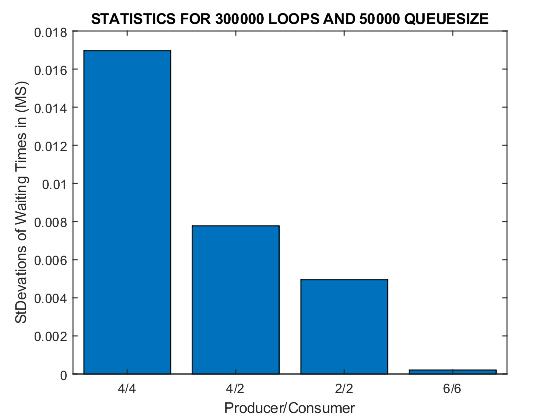 STATISTICS FOR 300000 LOOPS AND 50000 QUEUESIZE
StDevations of Waiting Times in (MS)
0.018
0.016
0.014
0.012
0.01
0.008
0.006
0.004
0.002
0
4/4 4/2 2/2 6/6
Producer/Consumer